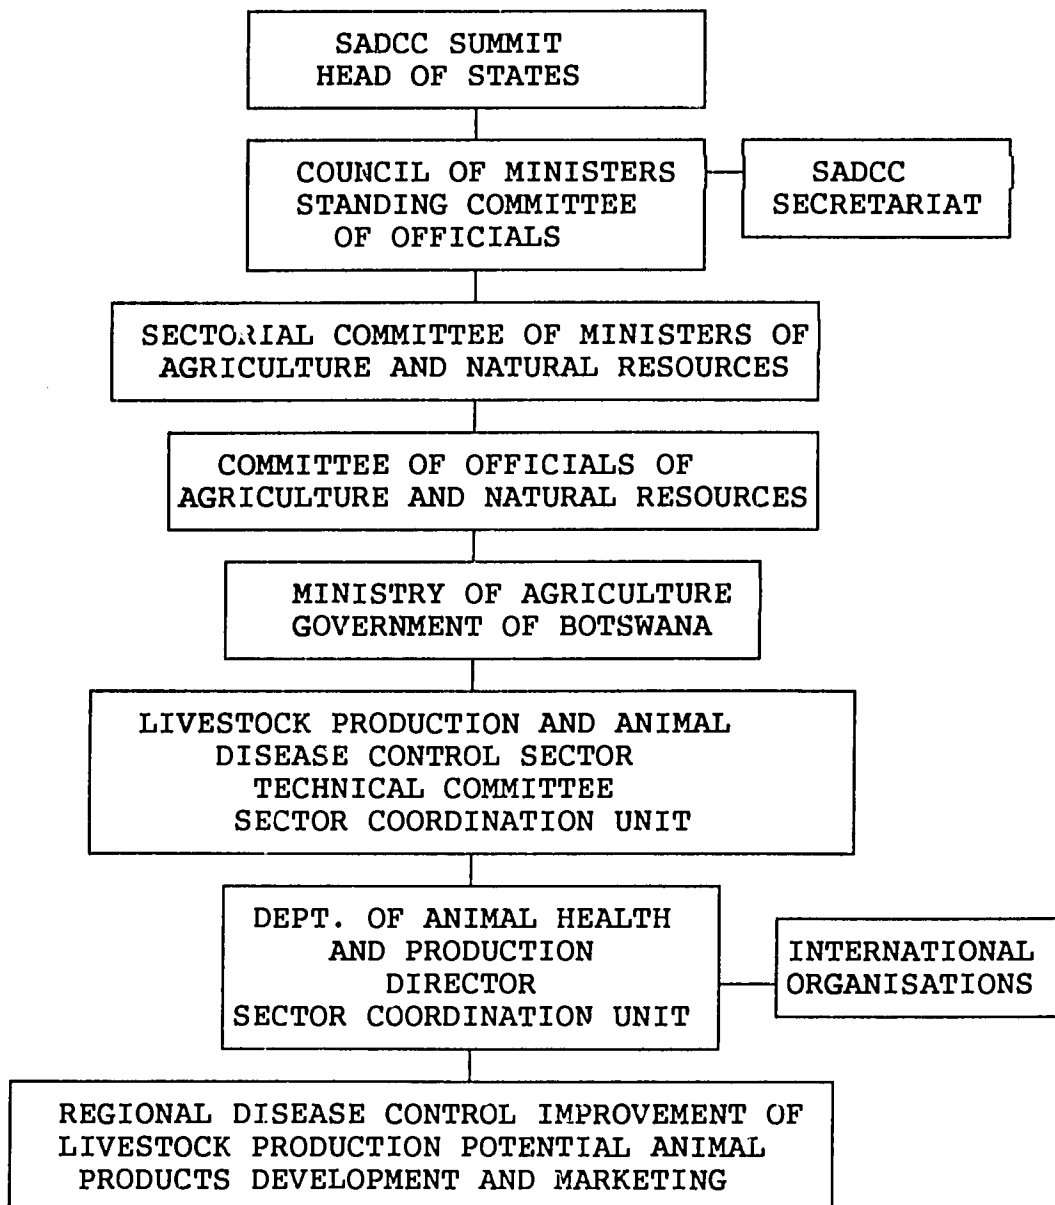 SADCC SUMMIT
HEAD OF STATES
COUNCIL OF MINISTERS
STANDING COMMITTEE
OF OFFICIALS
SADCC
SECRETARIAT
SECTORIAL COMMITTEE OF MINISTERS OF
AGRICULTURE AND NATURAL RESOURCES
COMMITTEE OF OFFICIALS OF
AGRICULTURE AND NATURAL RESOURCES
MINISTRY OF AGRICULTURE
GOVERNMENT OF BOTSWANA
LIVESTOCK PRODUCTION AND ANIMAL
DISEASE CONTROL SECTOR
TECHNICAL COMMITTEE
SECTOR COORDINATION UNIT
DEPT. OF ANIMAL HEALTH
AND PRODUCTION
DIRECTOR
SECTOR COORDINATION UNIT
INTERNATIONAL
ORGANISATIONS
REGIONAL DISEASE CONTROL IMPROVEMENT OF
LIVESTOCK PRODUCTION POTENTIAL ANIMAL
PRODUCTS DEVELOPMENT AND MARKETING